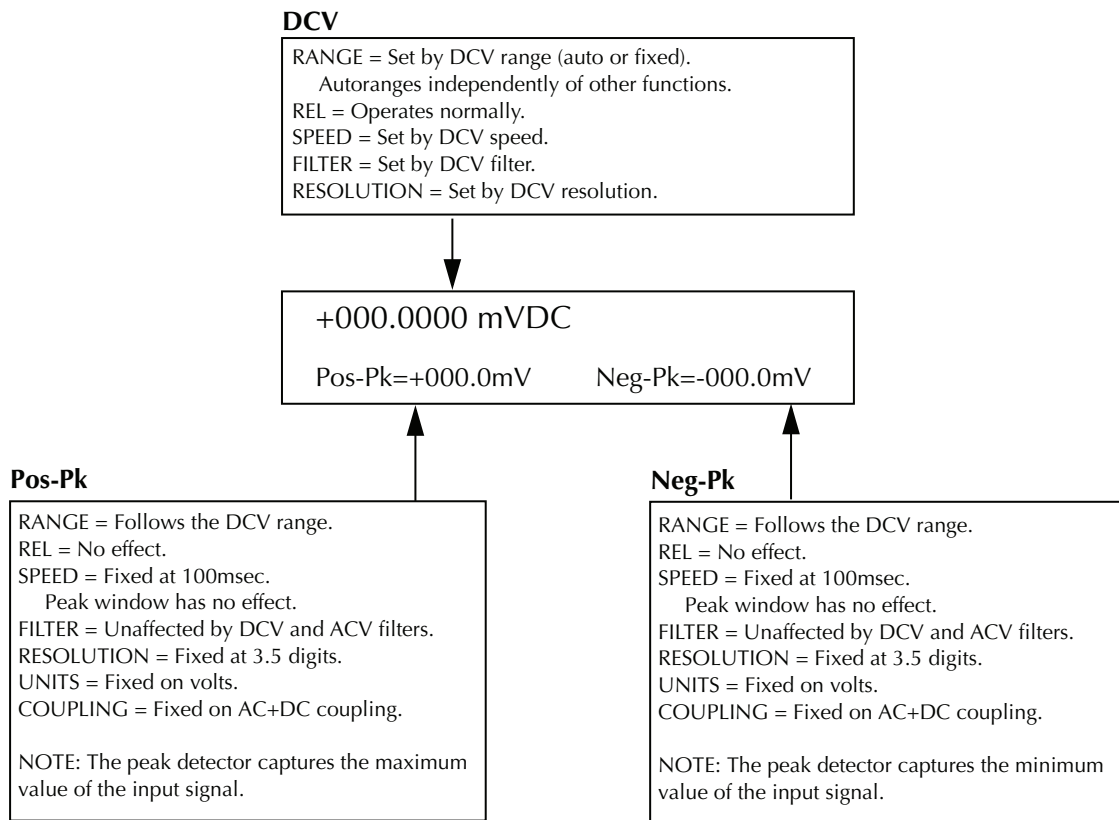 DCV
RANGE = Set by DCV range (auto or fixed).
Autoranges independently of other functions.
REL = Operates normally.
SPEED = Set by DCV speed.
FILTER = Set by DCV filter.
RESOLUTION = Set by DCV resolution.
+000.0000 mVDC
Pos-Pk=+000.0mV Neg-Pk=-000.0mV
Pos-Pk
RANGE = Follows the DCV range.
REL = No effect.
SPEED = Fixed at 100msec.
Peak window has no effect.
FILTER = Unaffected by DCV and ACV filters.
RESOLUTION = Fixed at 3.5 digits.
UNITS = Fixed on volts.
COUPLING = Fixed on AC+DC coupling.
NOTE: The peak detector captures the maximum
value of the input signal.
Neg-Pk
RANGE = Follows the DCV range.
REL = No effect.
SPEED = Fixed at 100msec.
Peak window has no effect.
FILTER = Unaffected by DCV and ACV filters.
RESOLUTION = Fixed at 3.5 digits.
UNITS = Fixed on volts.
COUPLING = Fixed on AC+DC coupling.
NOTE: The peak detector captures the minimum
value of the input signal.